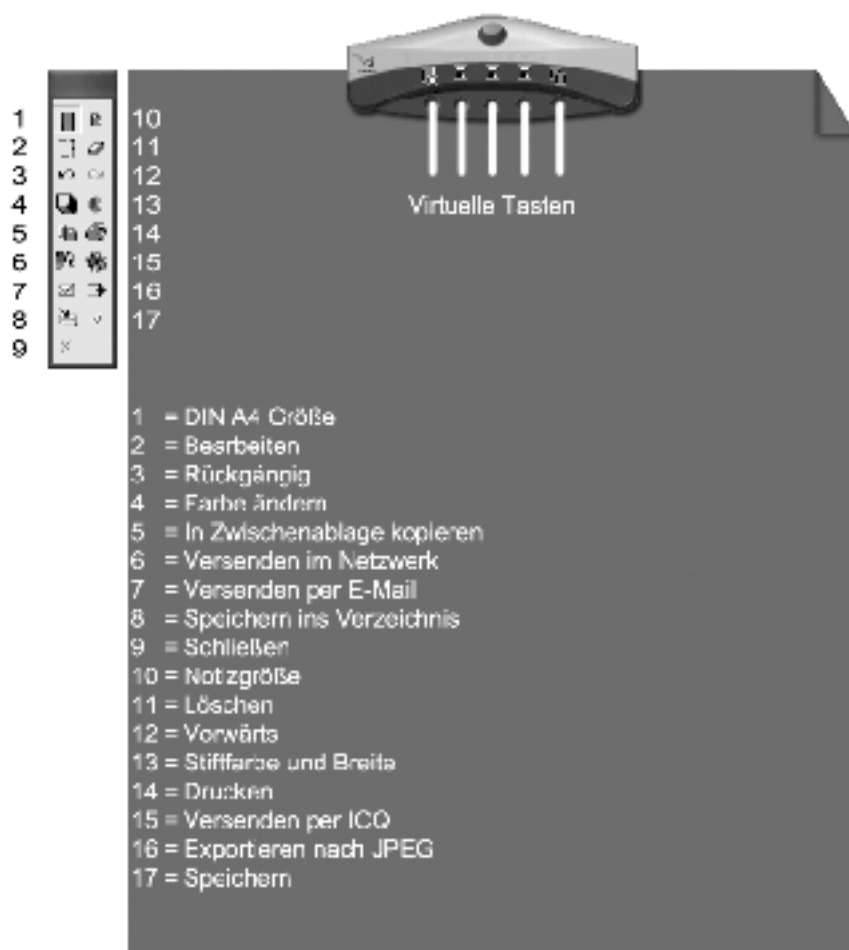 1 10
2 11
3 12
4 13
5 14
6 15
7 16
8 17
9
Virtuelle Tasten
1 = DIN A4 Größe
2 = Bearbeiten
3 = Rückgängig
4 = Farbe ändern
5 = In Zwischenablage kopieren
6 = Versenden im Netzwerk
7 = Versenden per E-Mail
8 = Speichern ins Verzeichnis
9 = Schließen
10 = Notizgröße
11 = Löschen
12 = Vorwärts
13 = Stiftfarbe und Breite
14 = Drucken
15 = Versenden per ICQ
16 = Exportieren nach JPEG
17 = Speichern